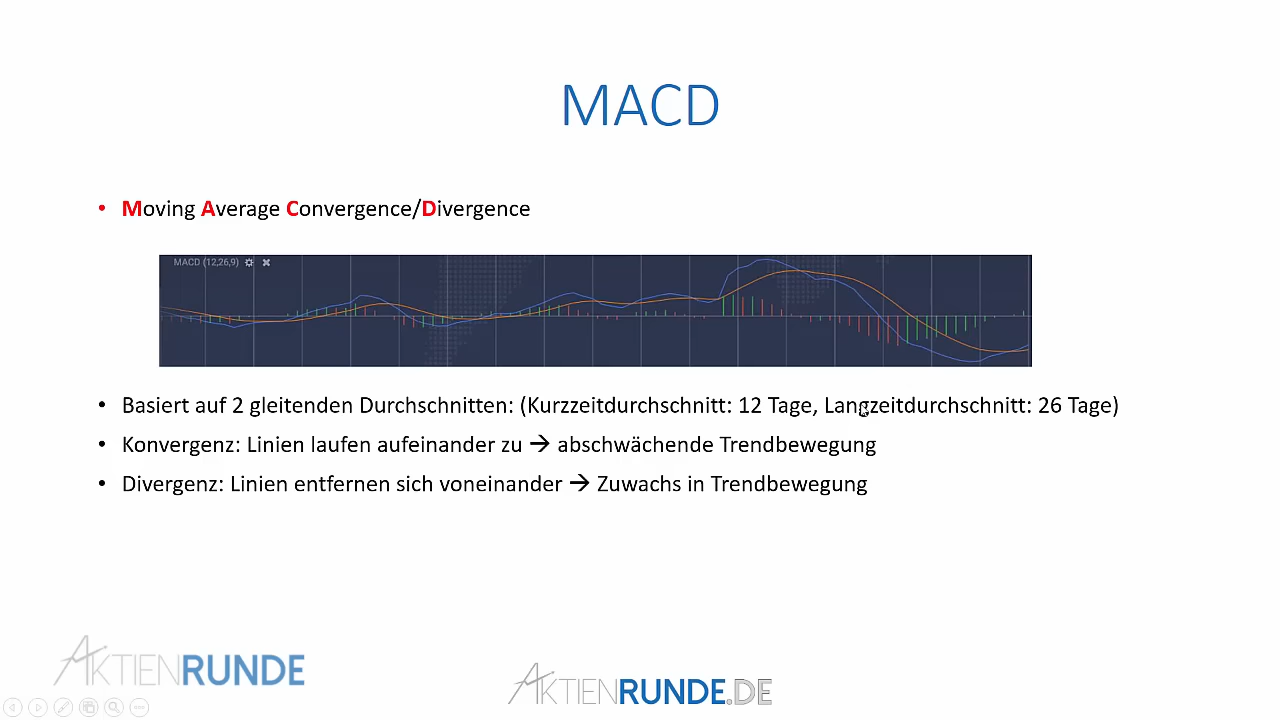 MACD
• Moving Average Convergence/Divergence
MACD (12,26,9)
• Basiert auf 2 gleitenden Durchschnitten: (Kurzzeitdurchschnitt: 12 Tage, Langzeitdurchschnitt: 26 Tage)
• Konvergenz: Linien laufen aufeinander zu → abschwächende Trendbewegung
• Divergenz: Linien entfernen sich voneinander → Zuwachs in Trendbewegung
AKTIENRUNDE
AKTIENRUNDE.DE